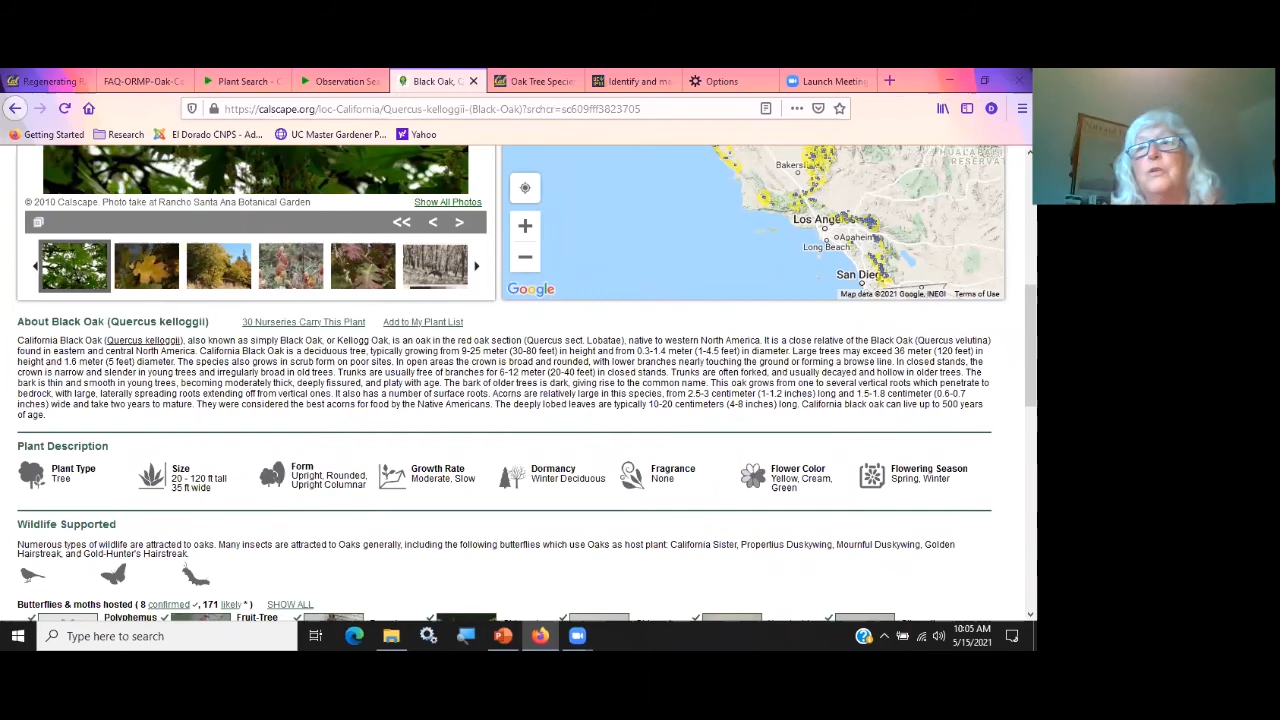 Regenerating
FAQ-ORMP-Oak-Co
Plant Search - C
Observation Sea
Black Oak, Q
Oak Tree Specie
Identify and ma
Options
Launch Meeting
https://calscape.org/loc-California/Quercus-kelloggii-(Black-Oak)?srchcr=sc609fff3823705
Getting Started
Research
El Dorado CNPS - Ad...
UC Master Gardener P...
Yahoo
© 2010 Calscape. Photo take at Rancho Santa Ana Botanical Garden
Show All Photos
<< < >
Bakers
Los Angeles
Anaheim
Long Beach
San Dieg
HUALAPAI
RESERVATI
Google
Map data ©2021 Google, INEGI
Terms of Use
About Black Oak (Quercus kelloggii)
30 Nurseries Carry This Plant
Add to My Plant List
California Black Oak (Quercus kelloggii), also known as simply Black Oak, or Kellogg Oak, is an oak in the red oak section (Quercus sect. Lobatae), native to western North America. It is a close relative of the Black Oak (Quercus velutina)
found in eastern and central North America. California Black Oak is a deciduous tree, typically growing from 9-25 meter (30-80 feet) in height and from 0.3-1.4 meter (1-4.5 feet) in diameter. Large trees may exceed 36 meter (120 feet) in
height and 1.6 meter (5 feet) diameter. The species also grows in scrub form on poor sites. In open areas the crown is broad and rounded, with lower branches nearly touching the ground or forming a browse line. In closed stands, the
crown is narrow and slender in young trees and irregularly broad in old trees. Trunks are usually free of branches for 6-12 meter (20-40 feet) in closed stands. Trunks are often forked, and usually decayed and hollow in older trees. The
bark is thin and smooth in young trees, becoming moderately thick, deeply fissured, and platy with age. The bark of older trees is dark, giving rise to the common name. This oak grows from one to several vertical roots which penetrate to
bedrock, with large, laterally spreading roots extending off from vertical ones. It also has a number of surface roots. Acorns are relatively large in this species, from 2.5-3 centimeter (1-1.2 inches) long and 1.5-1.8 centimeter (0.6-0.7
inches) wide and take two years to mature. They were considered the best acorns for food by the Native Americans. The deeply lobed leaves are typically 10-20 centimeters (4-8 inches) long. California black oak can live up to 500 years
of age.
Plant Description
Plant Type
Tree
Size
20 - 120 ft tall
35 ft wide
Form
Upright, Rounded,
Upright Columnar
Growth Rate
Moderate, Slow
Dormancy
Winter Deciduous
Fragrance
None
Flower Color
Yellow, Cream,
Green
Flowering Season
Spring, Winter
Wildlife Supported
Numerous types of wildlife are attracted to oaks. Many insects are attracted to Oaks generally, including the following butterflies which use Oaks as host plant: California Sister, Propertius Duskywing, Mournful Duskywing, Golden
Hairstreak, and Gold-Hunter's Hairstreak.
Butterflies & moths hosted ( 8 confirmed ✓, 171 likely * ) SHOW ALL
Polyphemus
Fruit-Tree
Type here to search
10:05 AM
5/15/2021